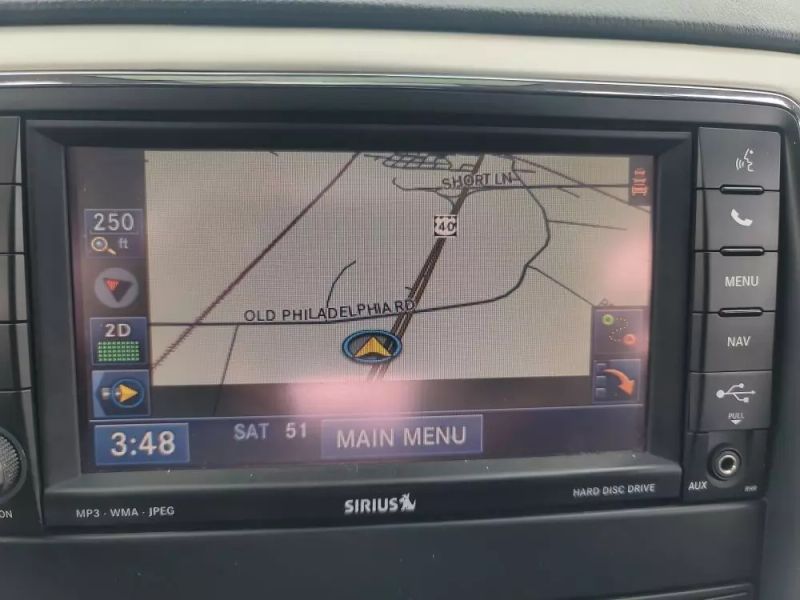 SHORT LN
40
250
ft
MENU
OLD PHILADELPHIA RD
2D
NAV
PULL
3:48
SAT 51
MAIN MENU
AUX
MP3 · WMA · JPEG
SIRIUS
HARD DISC DRIVE
ON